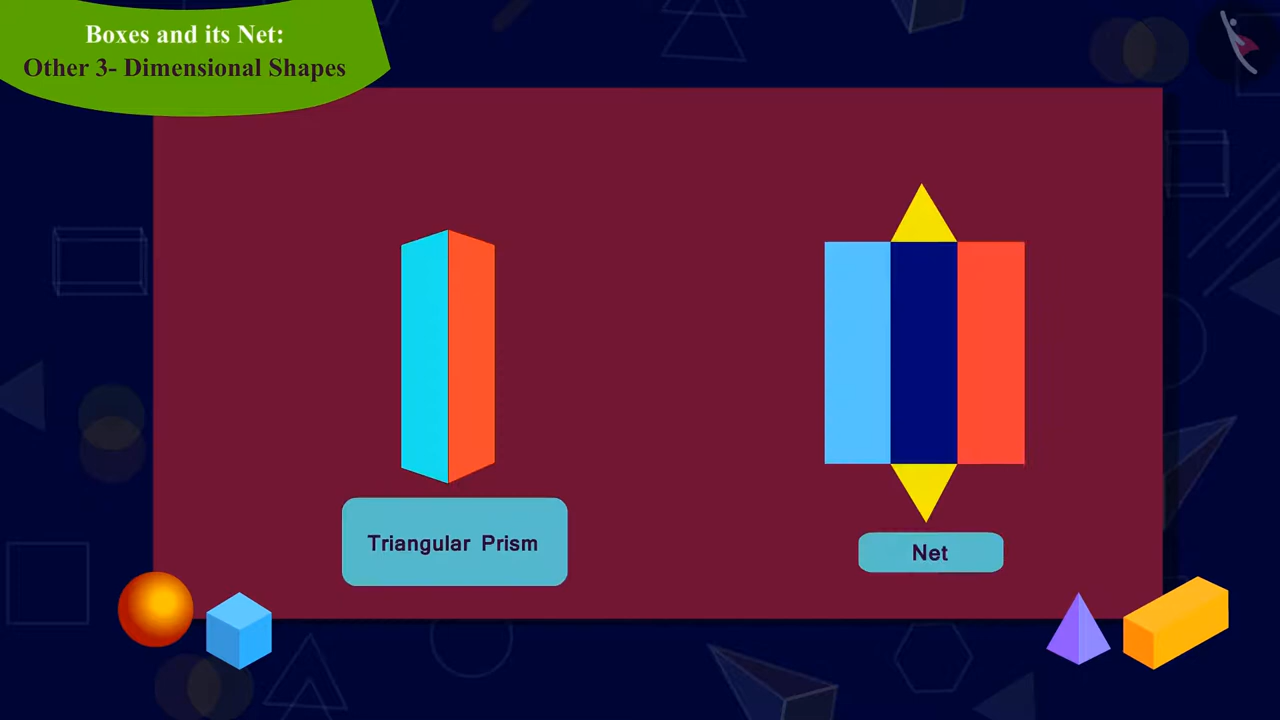 Boxes and its Net:
Other 3- Dimensional Shapes
Triangular Prism
Net